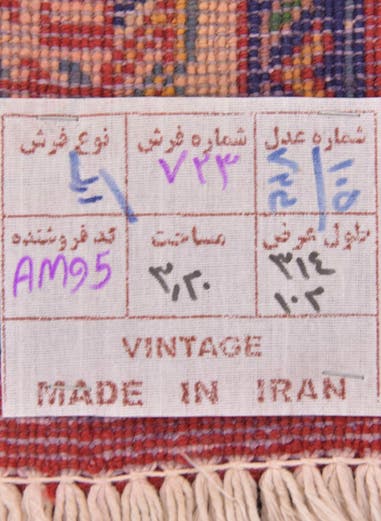 شماره عدل
شماره فرش
۷۲۳
نوع فرش
طول عرض
۳۱٤
۱۰۲
مساحت
۳,۲۰
کد فروشنده
AM95
VINTAGE
MADE IN IRAN